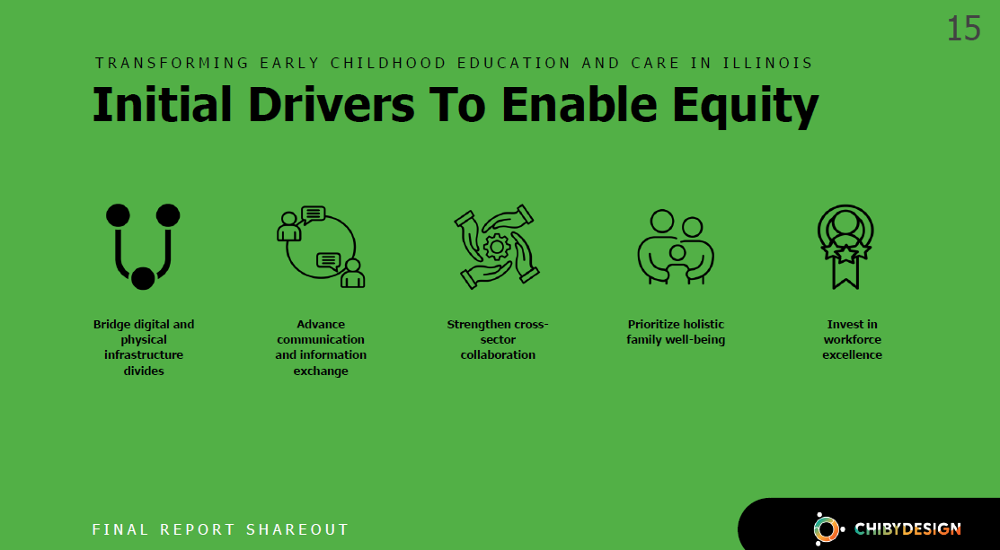 15
TRANSFORMING EARLY CHILDHOOD EDUCATION AND CARE IN ILLINOIS
Initial Drivers To Enable Equity
Bridge digital and
physical
infrastructure
divides
Advance
communication
and information
exchange
Strengthen cross-
sector
collaboration
Prioritize holistic
family well-being
Invest in
workforce
excellence
FINAL REPORT SHAREOUT
CHIBYDESIGN